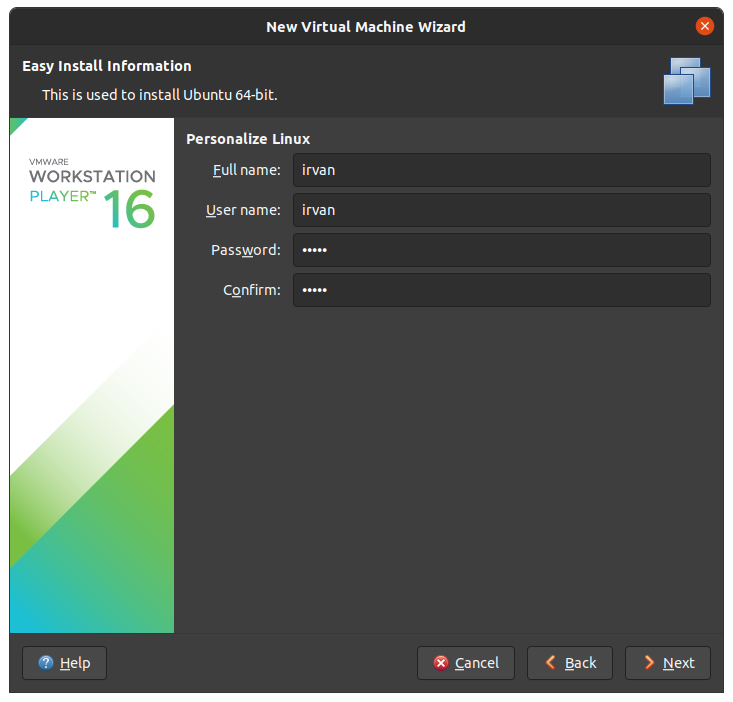 New Virtual Machine Wizard
Easy Install Information
This is used to install Ubuntu 64-bit.
VMWARE
WORKSTATION
PLAYER™ 16
Personalize Linux
Full name: irvan
User name: irvan
Password: •••••
Confirm: •••••
Help Cancel Back Next